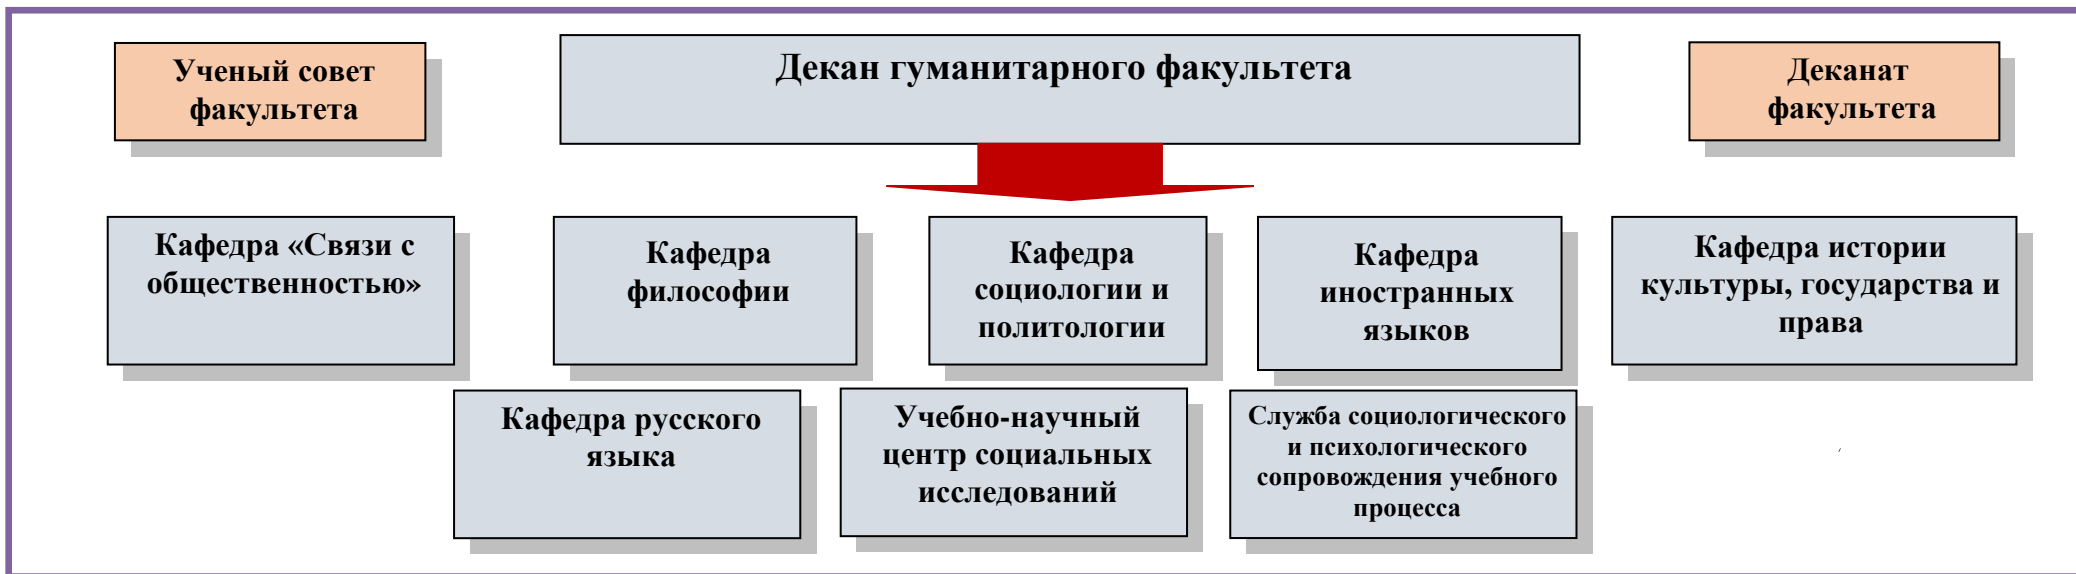 Ученый совет
факультета
Декан гуманитарного факультета
Деканат
факультета
Кафедра «Связи с
общественностью»
Кафедра
философии
Кафедра
социологии и
политологии
Кафедра
иностранных
языков
Кафедра истории
культуры, государства и
права
Кафедра русского
языка
Учебно-научный
центр социальных
исследований
Служба социологического
и психологического
сопровождения учебного
процесса